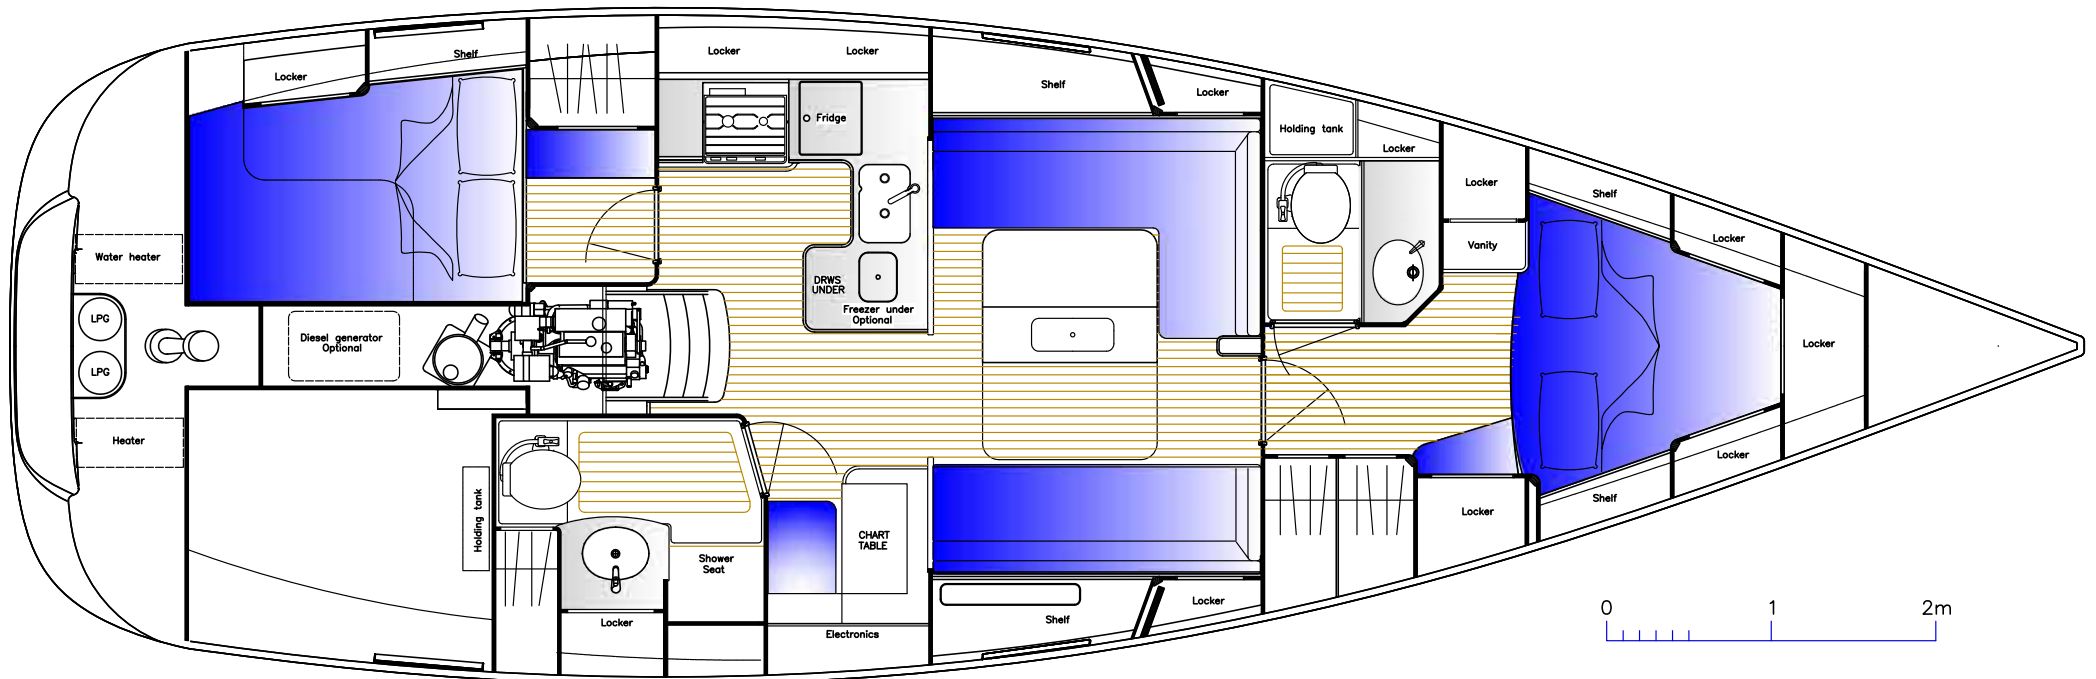 Locker
Shelf
Locker
Locker
Fridge
DRWS
UNDER
Freezer under
Optional
Shelf
Locker
Holding tank
Locker
Locker
Vanity
Shelf
Locker
Locker
Locker
Shelf
Locker
Water heater
LPG
LPG
Heater
Diesel generator
Optional
Holding tank
Locker
Shower
Seat
CHART
TABLE
Electronics
Shelf
Locker
0 1 2m